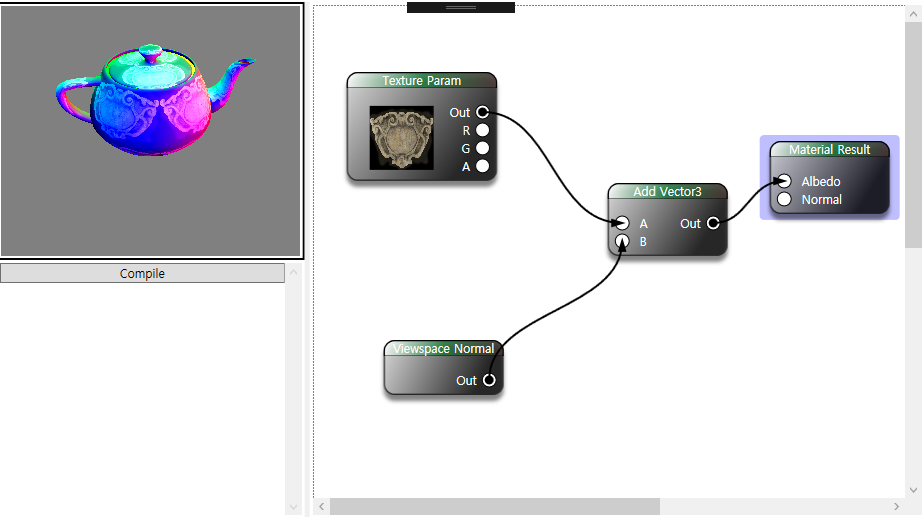 Texture Param
Out
R
G
A
Add Vector3
A
Out
B
Material Result
Albedo
Normal
Compile
Viewspace Normal
Out